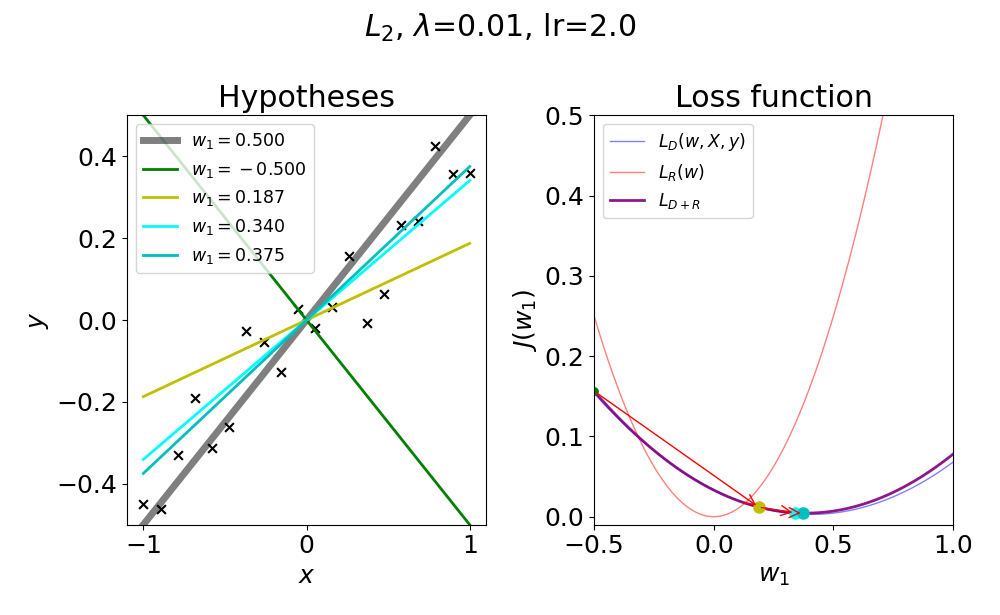 L₂, λ=0.01, lr=2.0
Hypotheses
w₁ = 0.500
w₁ = −0.500
w₁ = 0.187
w₁ = 0.340
w₁ = 0.375
0.4
0.2
0.0
−0.2
−0.4
y
−1
0
1
x
Loss function
L_D(w, X, y)
L_R(w)
L_{D+R}
0.5
0.4
0.3
0.2
0.1
0.0
J(w₁)
−0.5
0.0
0.5
1.0
w₁